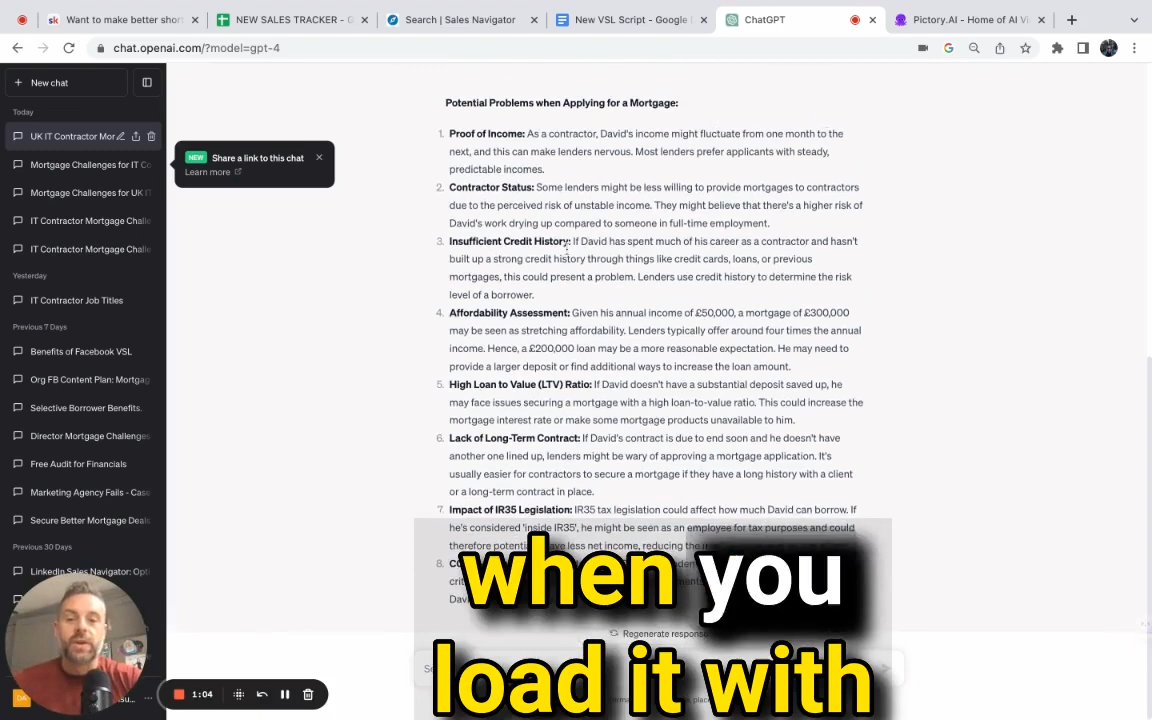 Want to make better short
NEW SALES TRACKER - G
Search | Sales Navigator
New VSL Script - Google
ChatGPT
Pictory.AI - Home of AI Vi
chat.openai.com/?model=gpt-4
New chat
Today
UK IT Contractor Mor
Mortgage Challenges for IT Co
Mortgage Challenges for UK IT
IT Contractor Mortgage Challe
IT Contractor Mortgage Challe
Yesterday
IT Contractor Job Titles
Previous 7 Days
Benefits of Facebook VSL
Org FB Content Plan: Mortgag
Selective Borrower Benefits.
Director Mortgage Challenges
Free Audit for Financials
Marketing Agency Fails - Case
Secure Better Mortgage Deals
Previous 30 Days
LinkedIn Sales Navigator: Opti
NEW Share a link to this chat
Learn more
Potential Problems when Applying for a Mortgage:
1. Proof of Income: As a contractor, David's income might fluctuate from one month to the
next, and this can make lenders nervous. Most lenders prefer applicants with steady,
predictable incomes.
2. Contractor Status: Some lenders might be less willing to provide mortgages to contractors
due to the perceived risk of unstable income. They might believe that there's a higher risk of
David's work drying up compared to someone in full-time employment.
3. Insufficient Credit History: If David has spent much of his career as a contractor and hasn't
built up a strong credit history through things like credit cards, loans, or previous
mortgages, this could present a problem. Lenders use credit history to determine the risk
level of a borrower.
4. Affordability Assessment: Given his annual income of £50,000, a mortgage of £300,000
may be seen as stretching affordability. Lenders typically offer around four times the annual
income. Hence, a £200,000 loan may be a more reasonable expectation. He may need to
provide a larger deposit or find additional ways to increase the loan amount.
5. High Loan to Value (LTV) Ratio: If David doesn't have a substantial deposit saved up, he
may face issues securing a mortgage with a high loan-to-value ratio. This could increase the
mortgage interest rate or make some mortgage products unavailable to him.
6. Lack of Long-Term Contract: If David's contract is due to end soon and he doesn't have
another one lined up, lenders might be wary of approving a mortgage application. It's
usually easier for contractors to secure a mortgage if they have a long history with a client
or a long-term contract in place.
7. Impact of IR35 Legislation: IR35 tax legislation could affect how much David can borrow. If
he's considered 'inside IR35', he might be seen as an employee for tax purposes and could
therefore have less net income, reducing the
8.
Regenerate response
when you
load it with
1:04